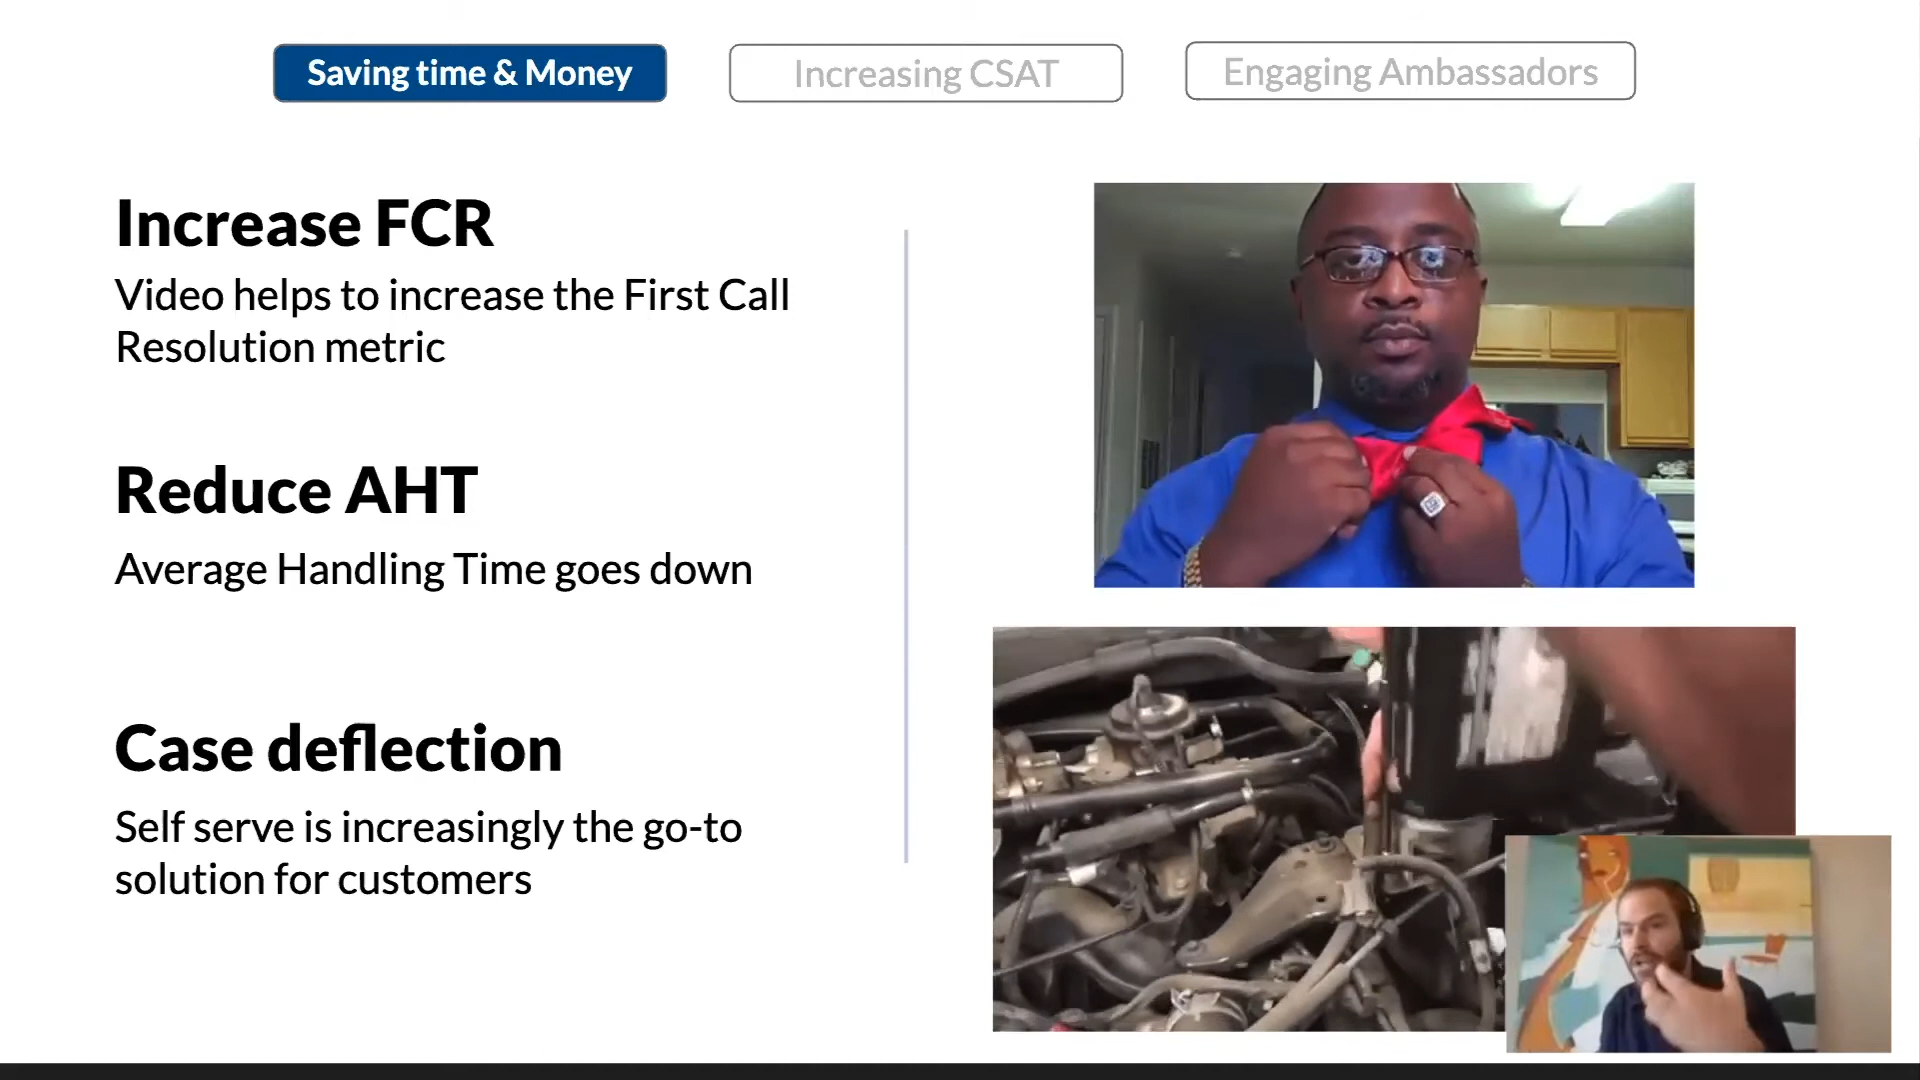 Saving time & Money
Increasing CSAT
Engaging Ambassadors
Increase FCR
Video helps to increase the First Call
Resolution metric
Reduce AHT
Average Handling Time goes down
Case deflection
Self serve is increasingly the go-to
solution for customers